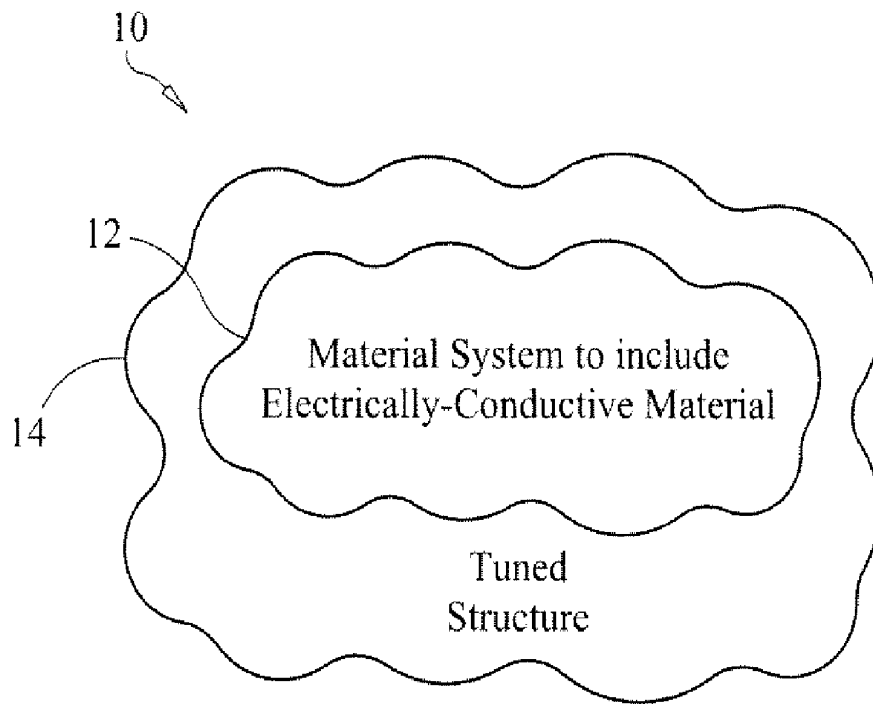 10
12
Material System to include
Electrically-Conductive Material
14
Tuned
Structure